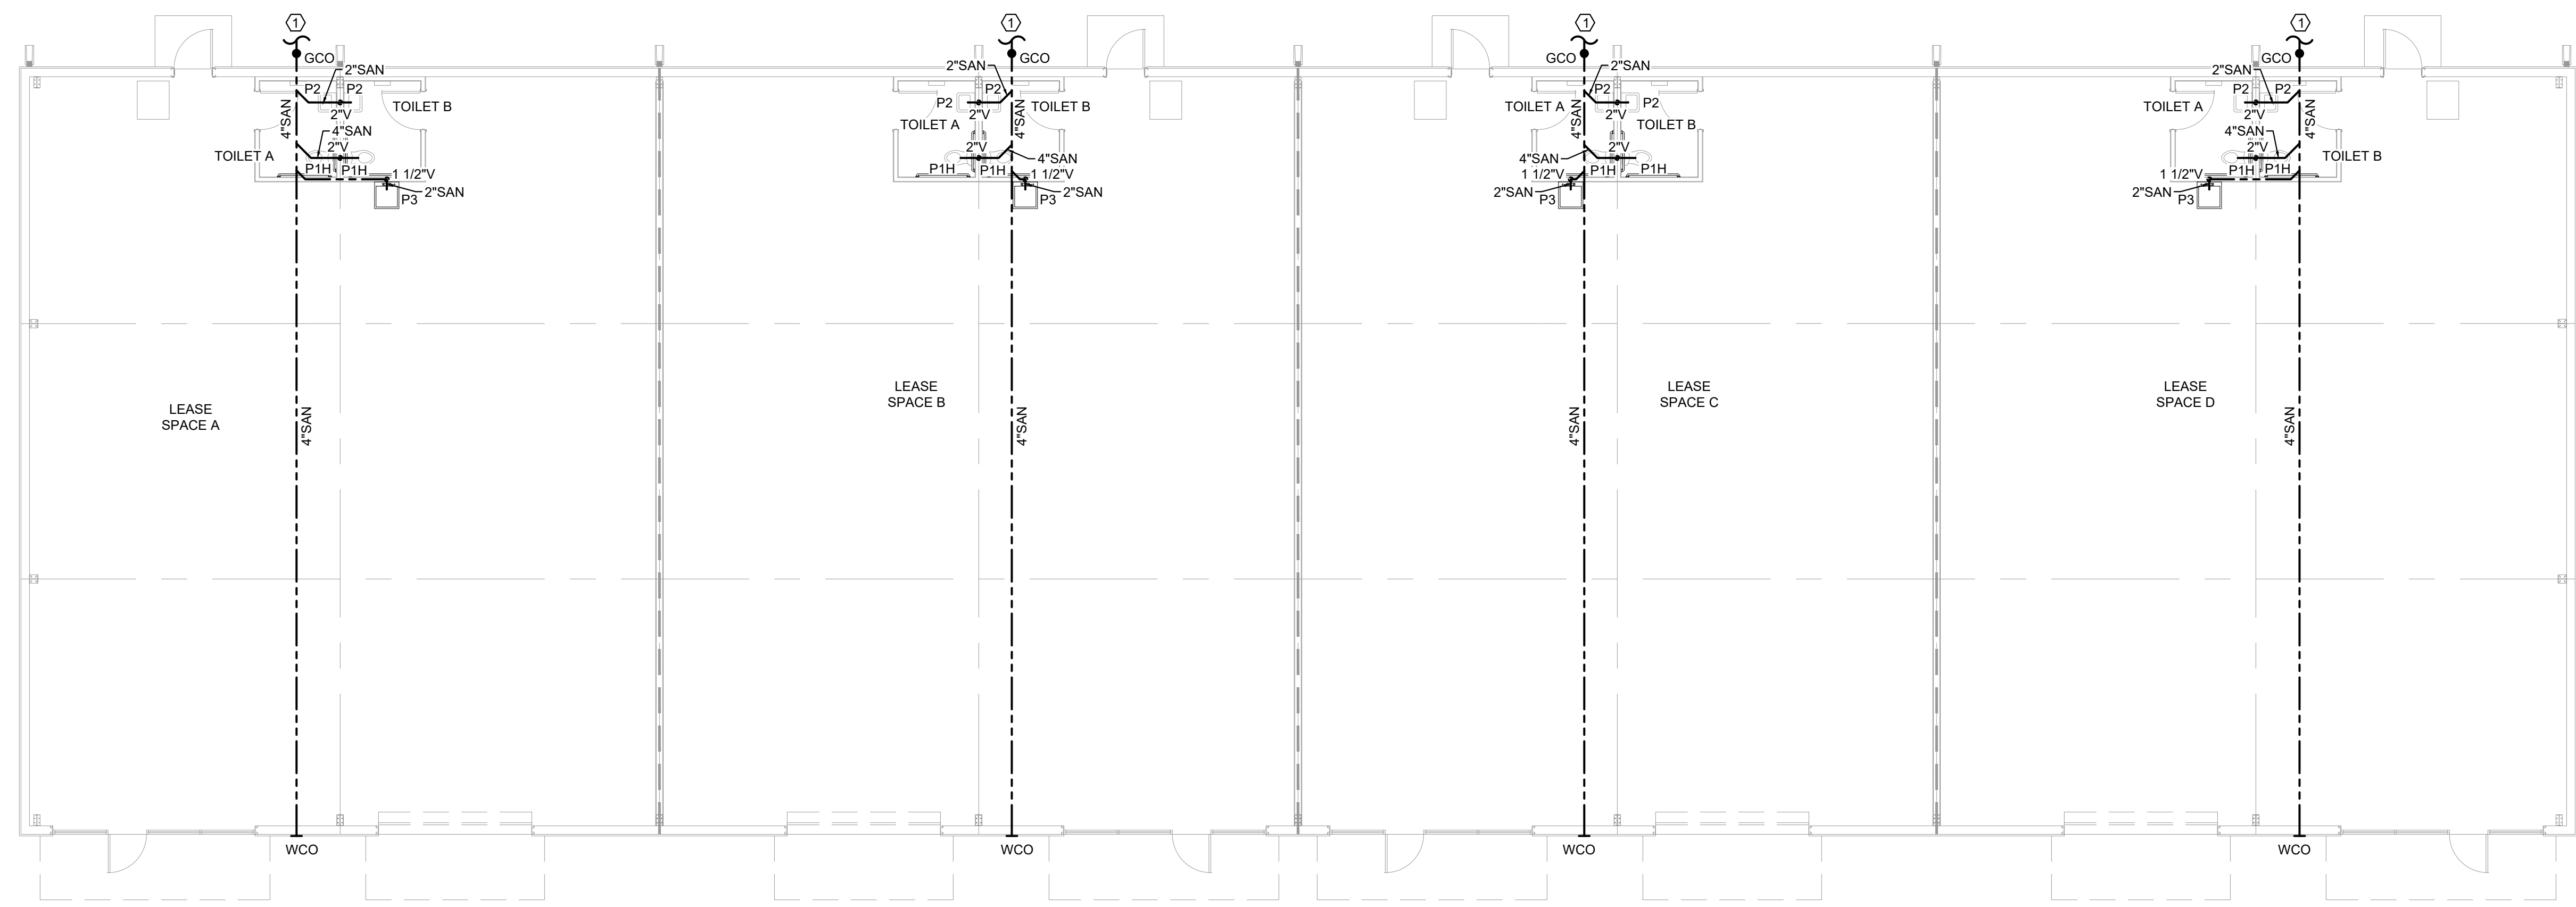 1
GCO
2"SAN
P2
P2
4"SAN
TOILET B
2"V
4"SAN
TOILET A
2"V
P1H
P1H
1 1/2"V
2"SAN
P3
LEASE
SPACE A
4"SAN
WCO
1
GCO
2"SAN
P2
P2
TOILET B
2"V
4"SAN
TOILET A
2"V
4"SAN
P1H
P1H
1 1/2"V
2"SAN
P3
LEASE
SPACE B
4"SAN
WCO
1
GCO
2"SAN
P2
P2
TOILET A
2"V
4"SAN
TOILET B
2"V
4"SAN
P1H
P1H
1 1/2"V
2"SAN
P3
LEASE
SPACE C
4"SAN
WCO
1
GCO
2"SAN
P2
P2
TOILET A
2"V
4"SAN
4"SAN
2"V
TOILET B
P1H
P1H
1 1/2"V
2"SAN
P3
LEASE
SPACE D
4"SAN
WCO